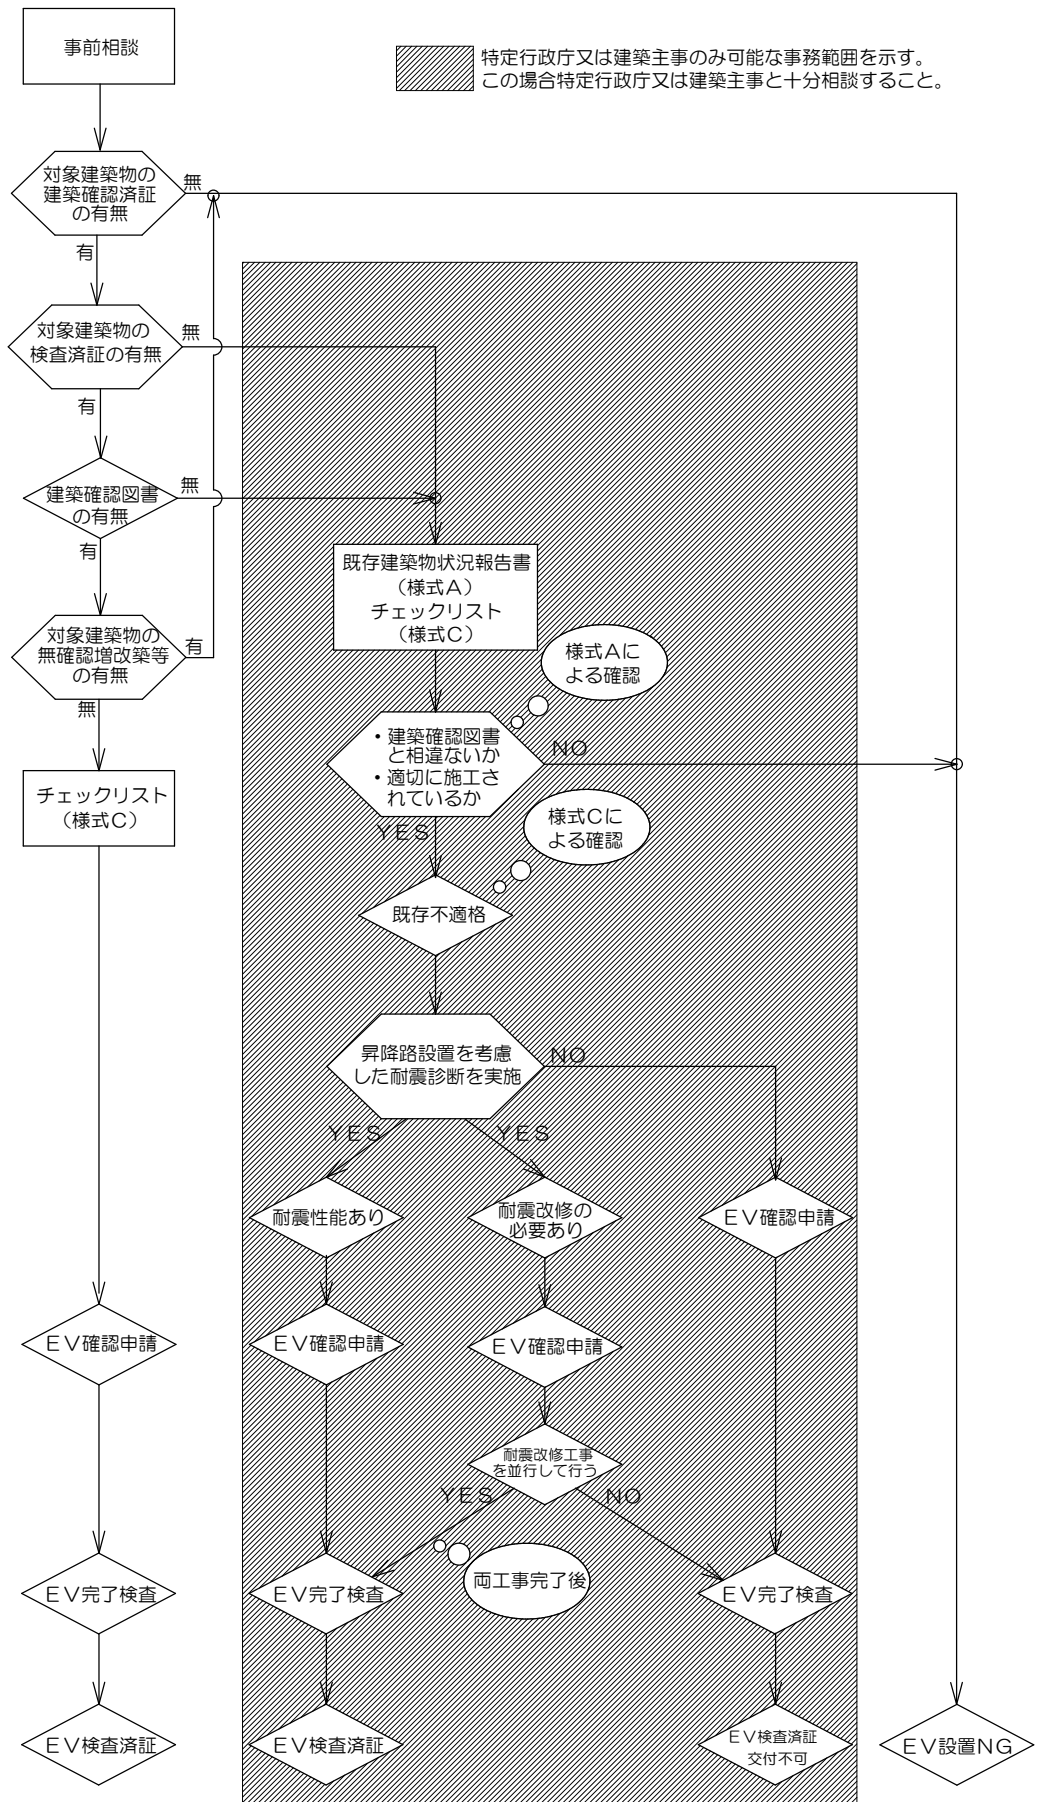 事前相談
特定行政庁又は建築主事のみ可能な事務範囲を示す。
この場合特定行政庁又は建築主事と十分相談すること。
対象建築物の
建築確認済証
の有無
無
有
対象建築物の
検査済証の有無
無
有
建築確認図書
の有無
無
有
対象建築物の
無確認増改築等
の有無
有
無
チェックリスト
（様式C）
既存建築物状況報告書
（様式A）
チェックリスト
（様式C）
様式Aに
よる確認
・建築確認図書
と相違ないか
・適切に施工さ
れているか
NO
YES
様式Cに
よる確認
既存不適格
昇降路設置を考慮
した耐震診断を実施
NO
YES
YES
耐震性能あり
耐震改修の
必要あり
EV確認申請
EV確認申請
EV確認申請
EV確認申請
耐震改修工事
を並行して行う
YES
NO
両工事完了後
EV完了検査
EV完了検査
EV完了検査
EV検査済証
EV検査済証
EV検査済証
交付不可
EV設置NG